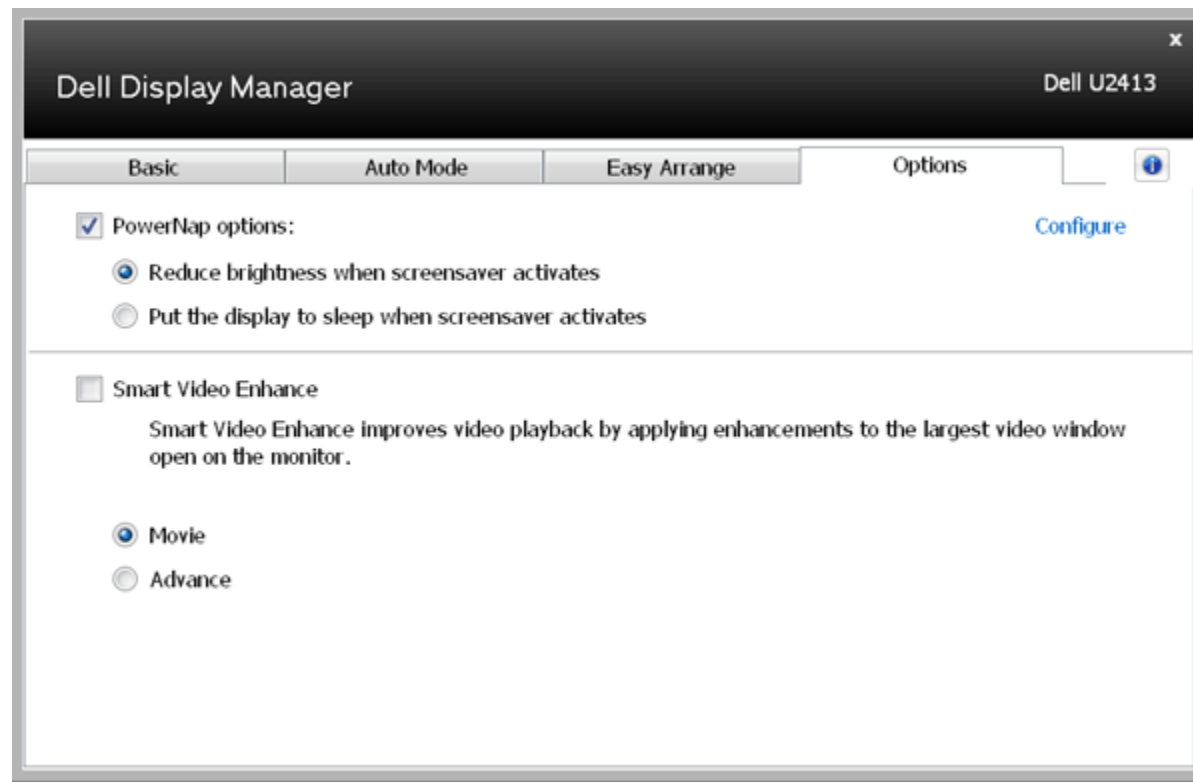 x
Dell Display Manager
Dell U2413
Basic
Auto Mode
Easy Arrange
Options
PowerNap options:
Configure
Reduce brightness when screensaver activates
Put the display to sleep when screensaver activates
Smart Video Enhance
Smart Video Enhance improves video playback by applying enhancements to the largest video window
open on the monitor.
Movie
Advance